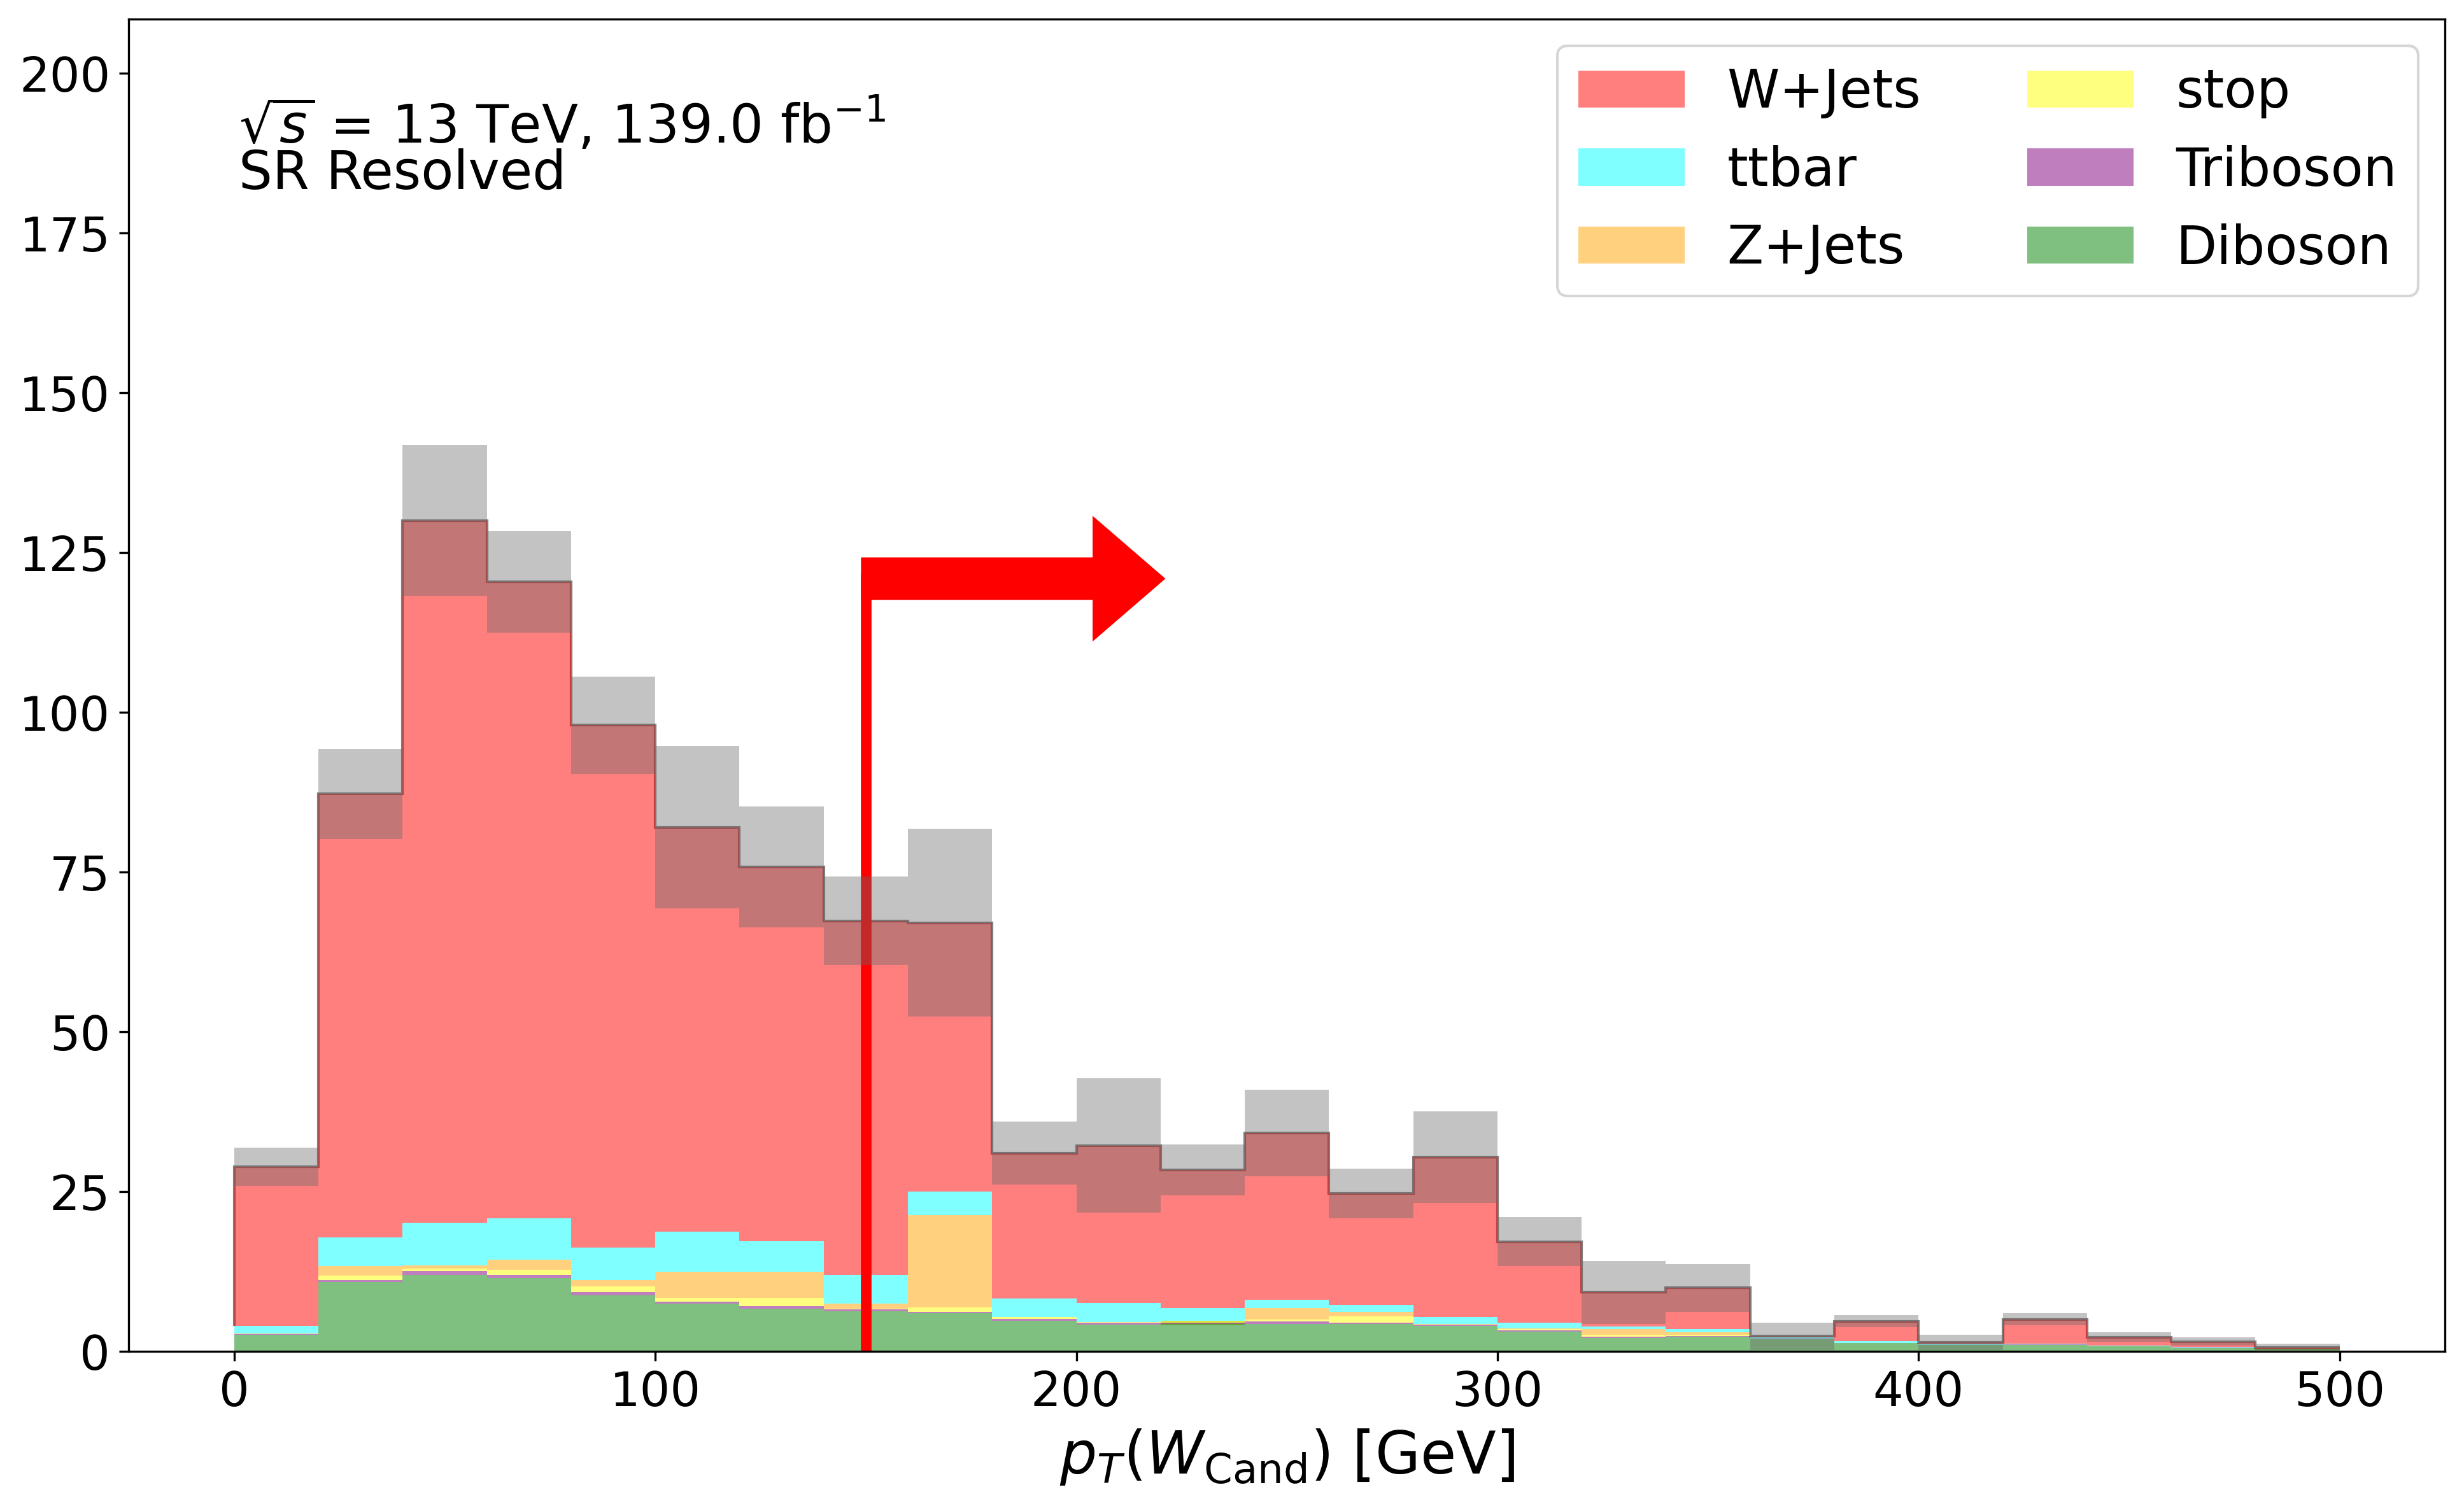 √s = 13 TeV, 139.0 fb⁻¹
SR Resolved
W+Jets
ttbar
Z+Jets
stop
Triboson
Diboson
200
175
150
125
100
75
50
25
0
0 100 200 300 400 500
p_T(W_Cand) [GeV]